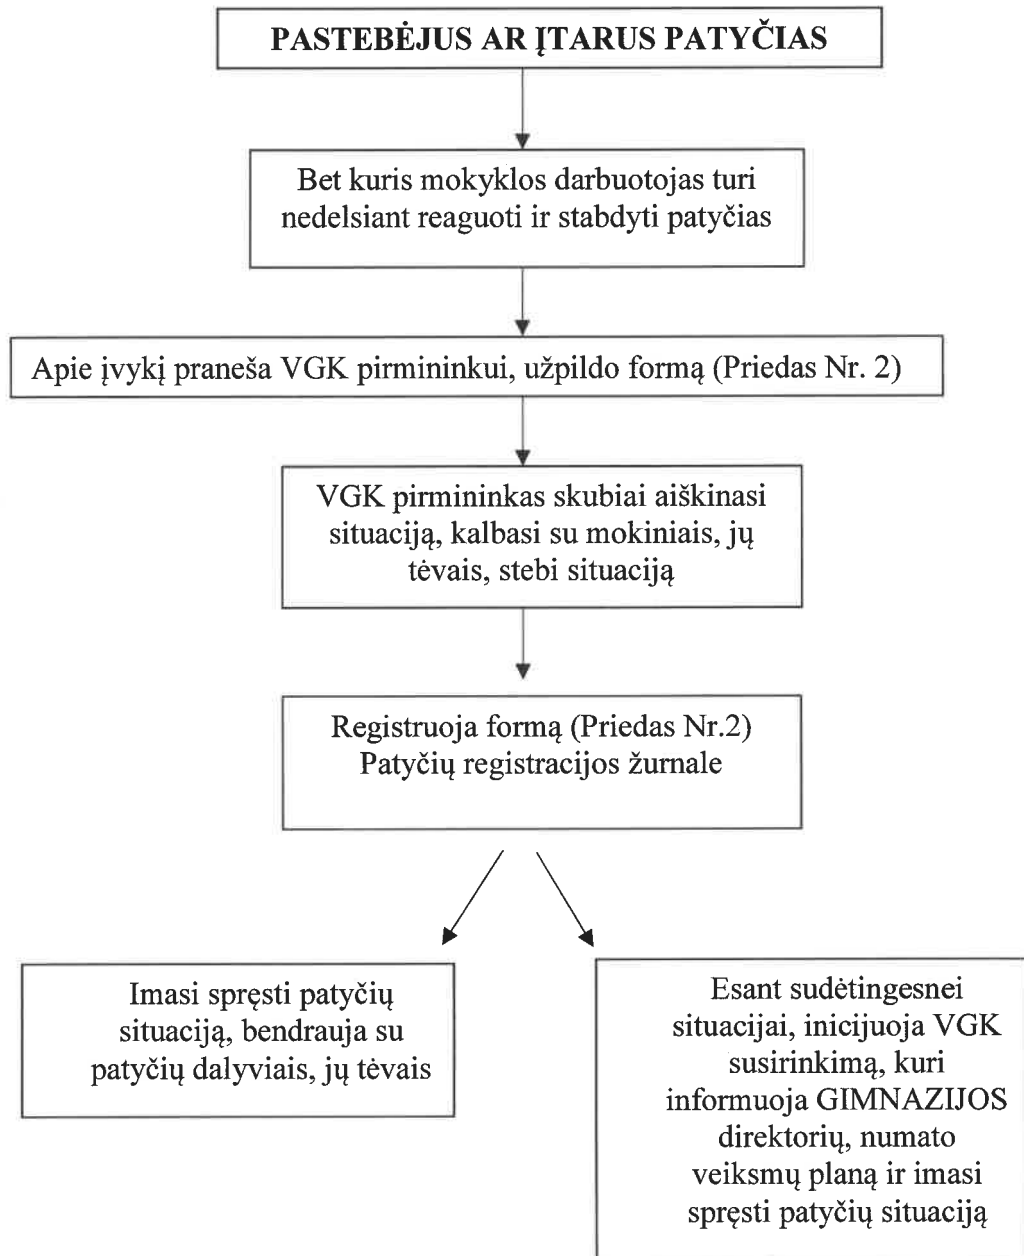 PASTEBĖJUS AR ĮTARUS PATYČIAS
Bet kuris mokyklos darbuotojas turi
nedelsiant reaguoti ir stabdyti patyčias
Apie įvykį praneša VGK pirmininkui, užpildo formą (Priedas Nr. 2)
VGK pirmininkas skubiai aiškinasi
situaciją, kalbasi su mokiniais, jų
tėvais, stebi situaciją
Registruoja formą (Priedas Nr.2)
Patyčių registracijos žurnale
Imasi spręsti patyčių
situaciją, bendrauja su
patyčių dalyviais, jų tėvais
Esant sudėtingesnei
situacijai, inicijuoja VGK
susirinkimą, kuri
informuoja GIMNAZIJOS
direktorių, numato
veiksmų planą ir imasi
spręsti patyčių situaciją